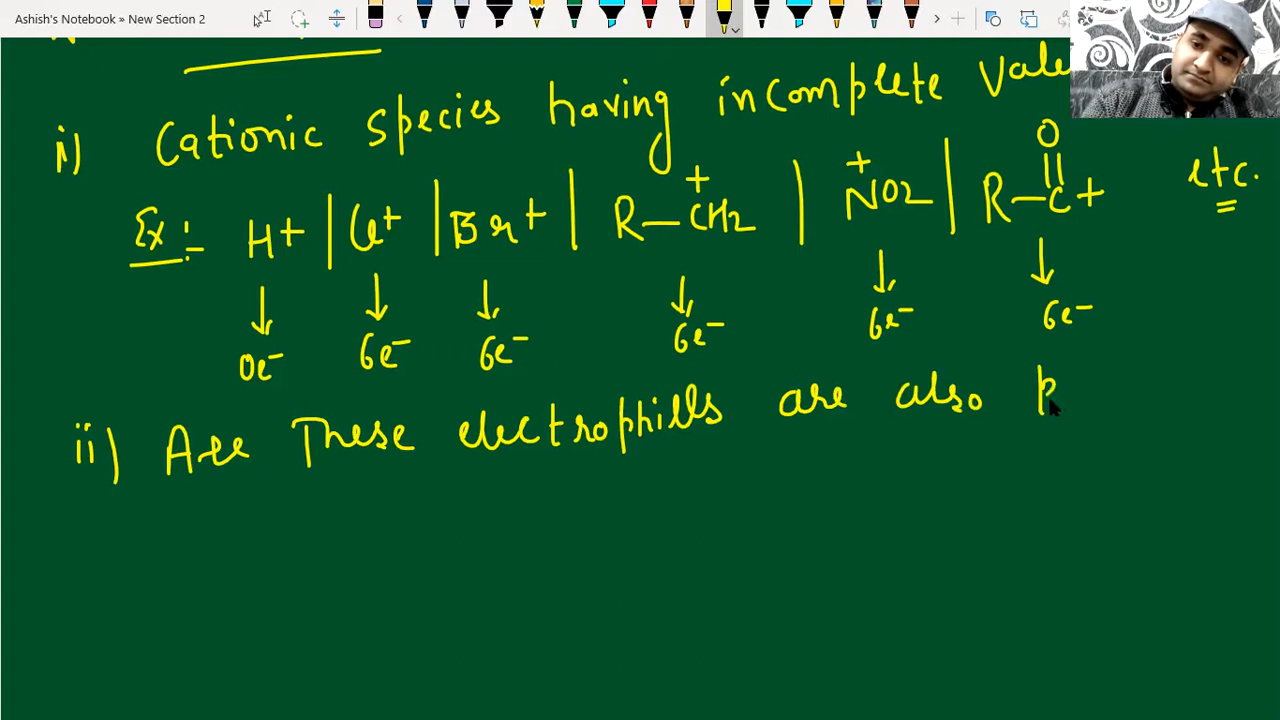 Ashish's Notebook » New Section 2
i) Cationic species having incomplete Vale
Ex:- H+ | Cl+ | Br+ | R—CH2+ | NO2+ | R—C+ etc.
O
0e⁻ 6e⁻ 6e⁻ 6e⁻ 6e⁻ 6e⁻
ii) All These electrophills are also